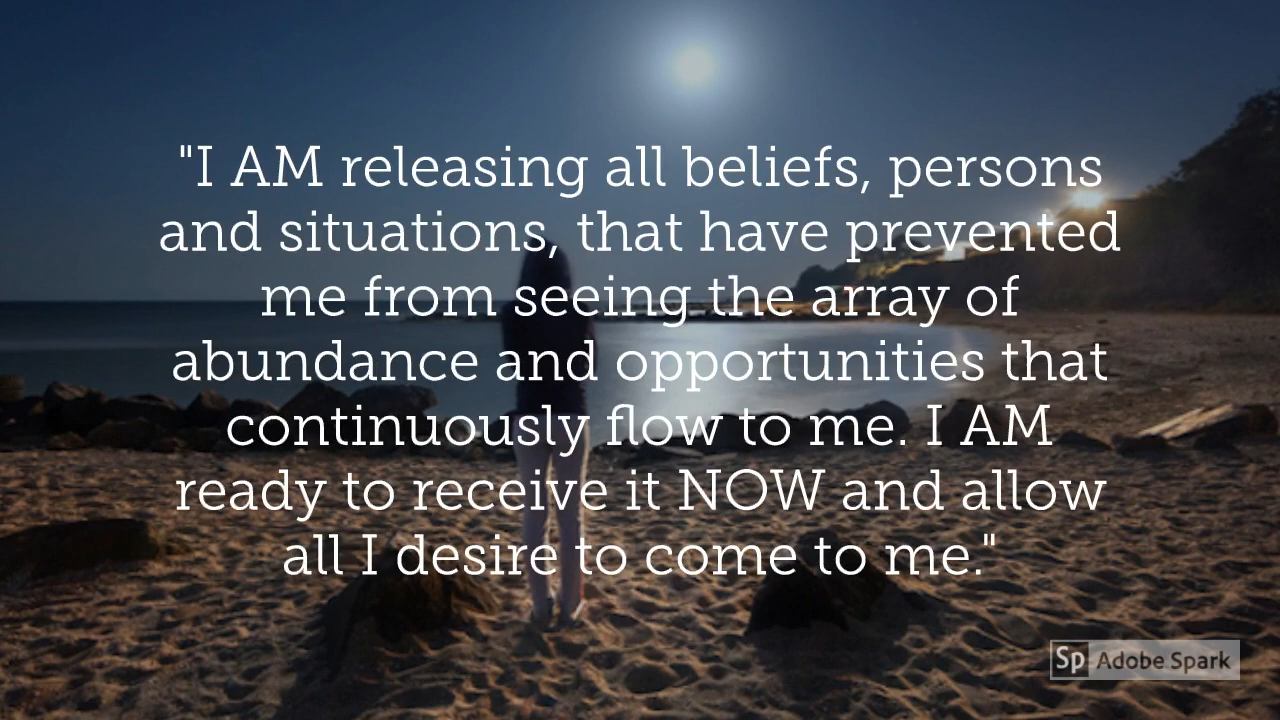 "I AM releasing all beliefs, persons
and situations, that have prevented
me from seeing the array of
abundance and opportunities that
continuously flow to me. I AM
ready to receive it NOW and allow
all I desire to come to me."
Sp Adobe Spark